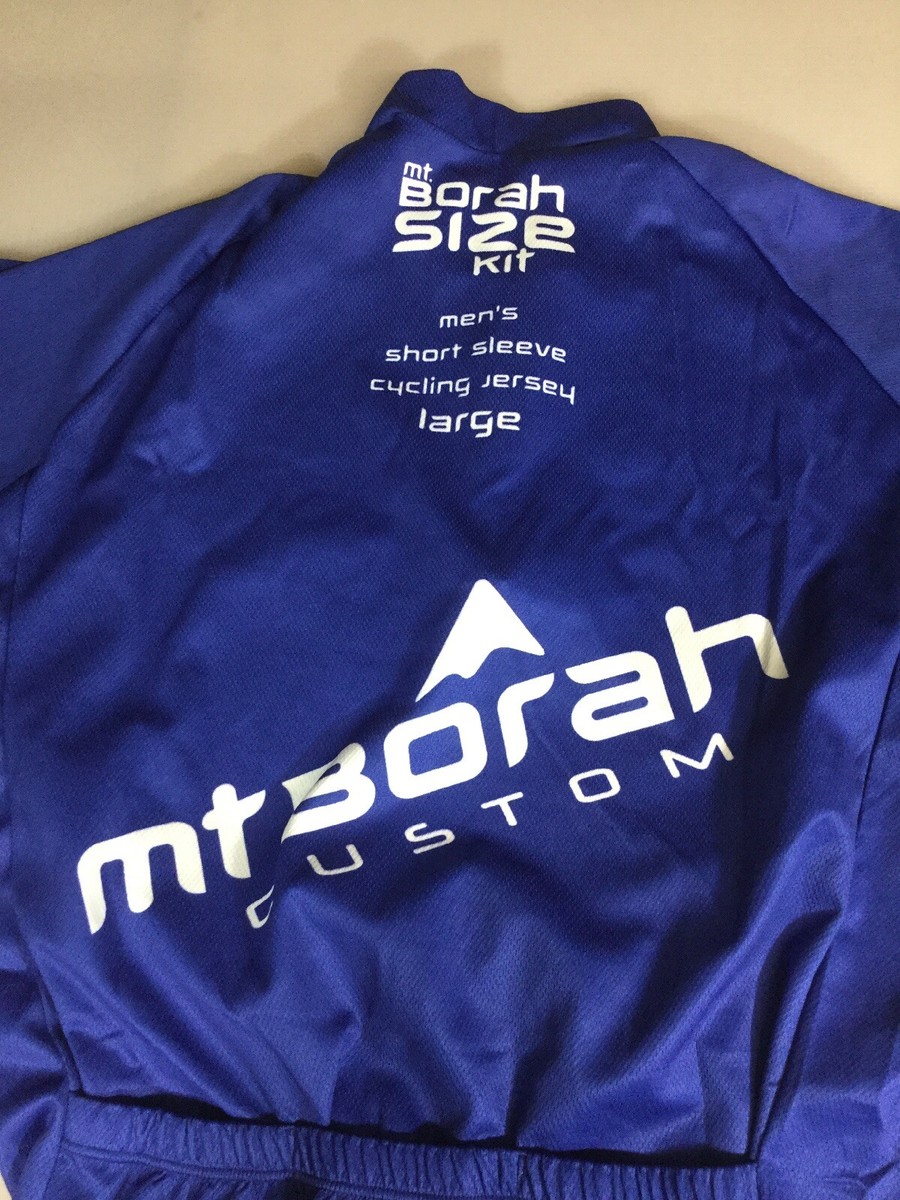 mt.
Borah
SIZE
KIT
men's
short sleeve
cycling jersey
large
mtBorah
CUSTOM